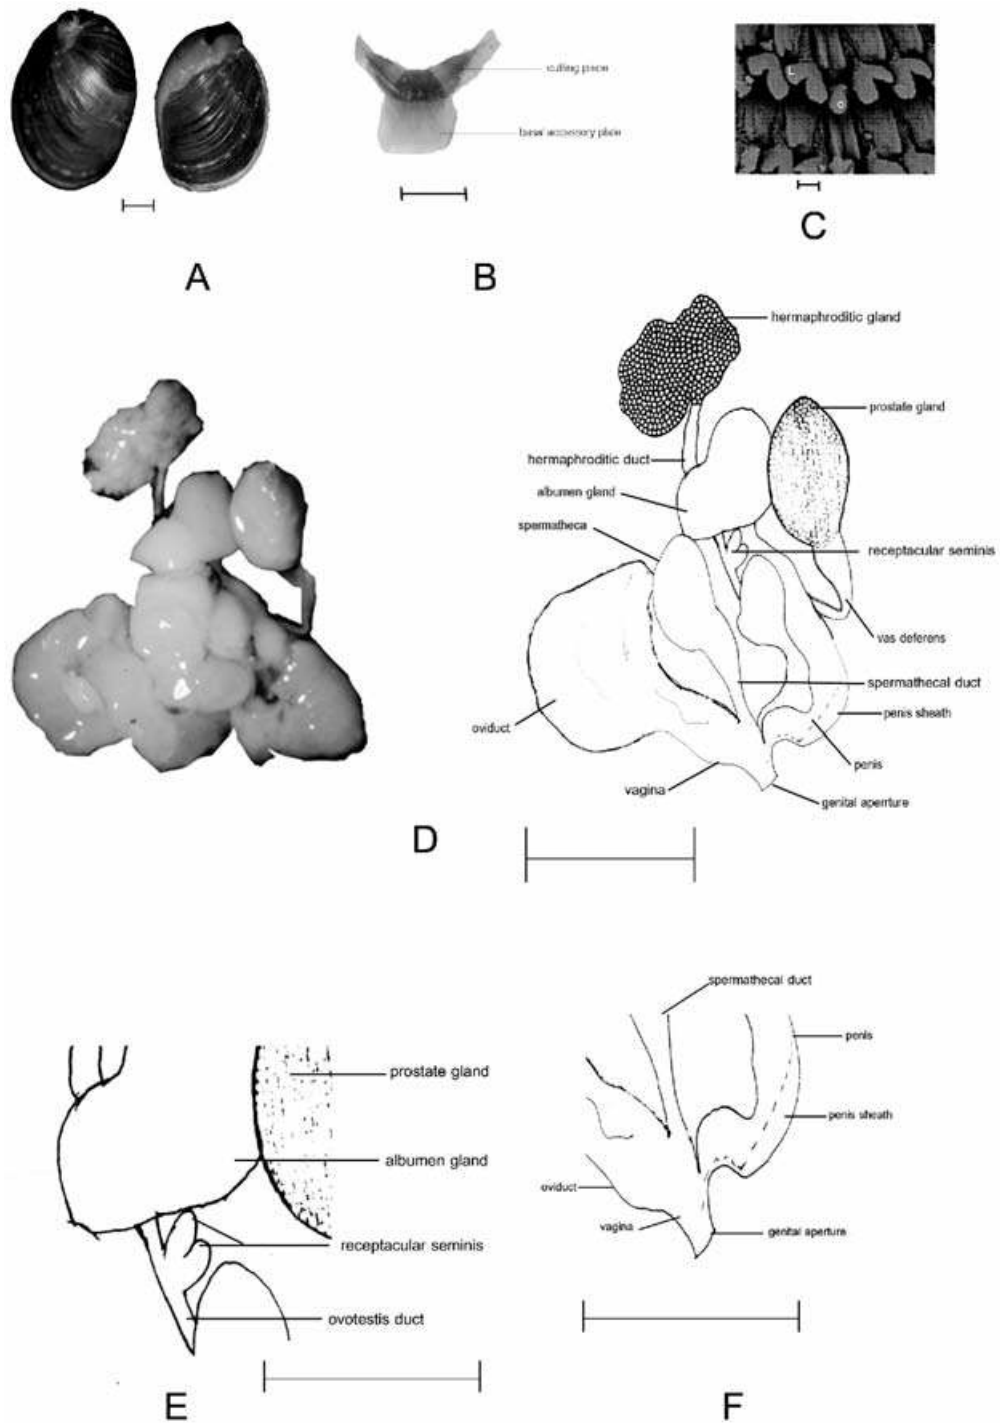 cutting plate
basal accessory plate
L
C
A
B
C
hermaphroditic gland
prostate gland
hermaphroditic duct
albumen gland
spermatheca
receptacular seminis
vas deferens
spermathecal duct
penis sheath
oviduct
penis
vagina
genital aperrture
D
spermathecal duct
penis
prostate gland
penis sheath
albumen gland
oviduct
vagina
genital aperture
receptacular seminis
ovotestis duct
E
F